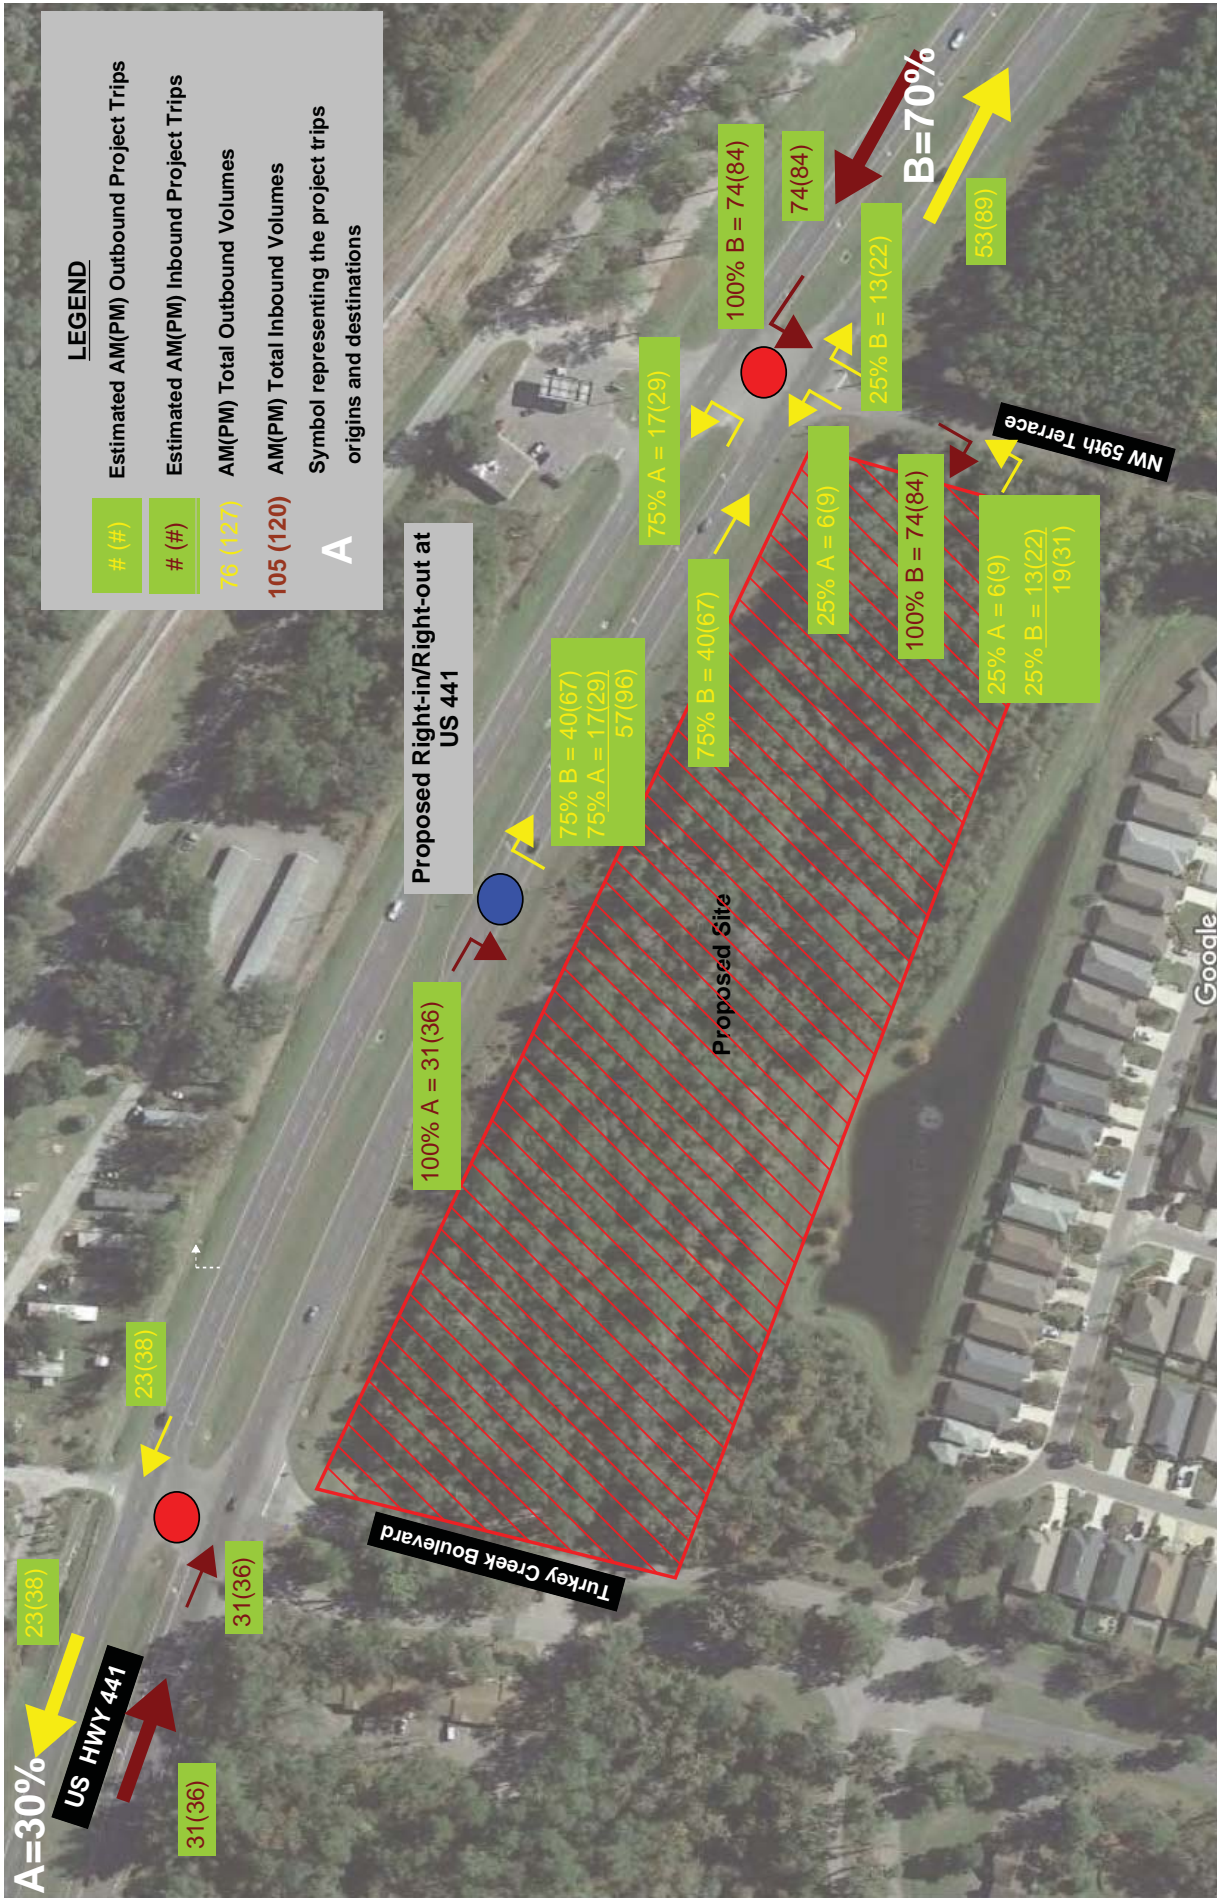 LEGEND
# (#) Estimated AM(PM) Outbound Project Trips
# (#) Estimated AM(PM) Inbound Project Trips
76 (127) AM(PM) Total Outbound Volumes
105 (120) AM(PM) Total Inbound Volumes
A Symbol representing the project trips
origins and destinations
A=30%
23(38)
US HWY 441
31(36)
31(36)
23(38)
Turkey Creek Boulevard
100% A = 31(36)
Proposed Right-in/Right-out at
US 441
75% B = 40(67)
75% A = 17(29)
57(96)
Proposed Site
75% A = 17(29)
75% B = 40(67)
25% A = 6(9)
100% B = 74(84)
25% A = 6(9)
25% B = 13(22)
19(31)
NW 59th Terrace
100% B = 74(84)
74(84)
25% B = 13(22)
B=70%
53(89)
Google